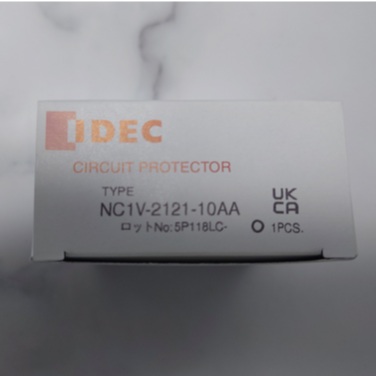 IDEC
CIRCUIT PROTECTOR
TYPE
NC1V-2121-10AA
UK
CA
ロットNo: 5P118LC- O 1PCS.